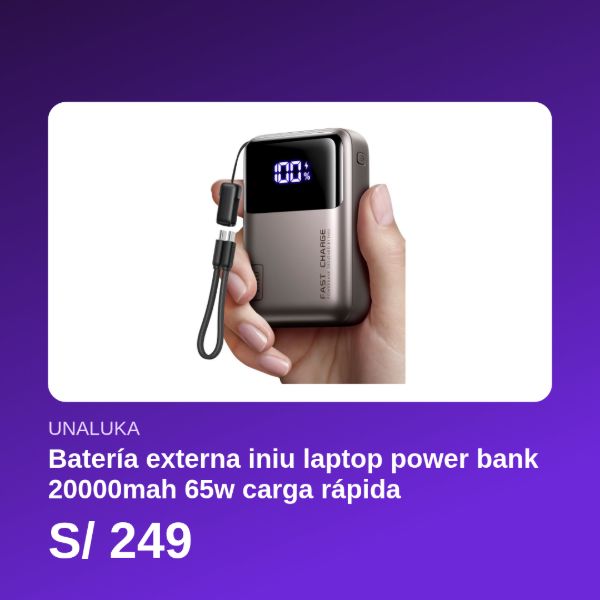 100%
FAST CHARGE
UNALUKA
Batería externa iniu laptop power bank
20000mah 65w carga rápida
S/ 249